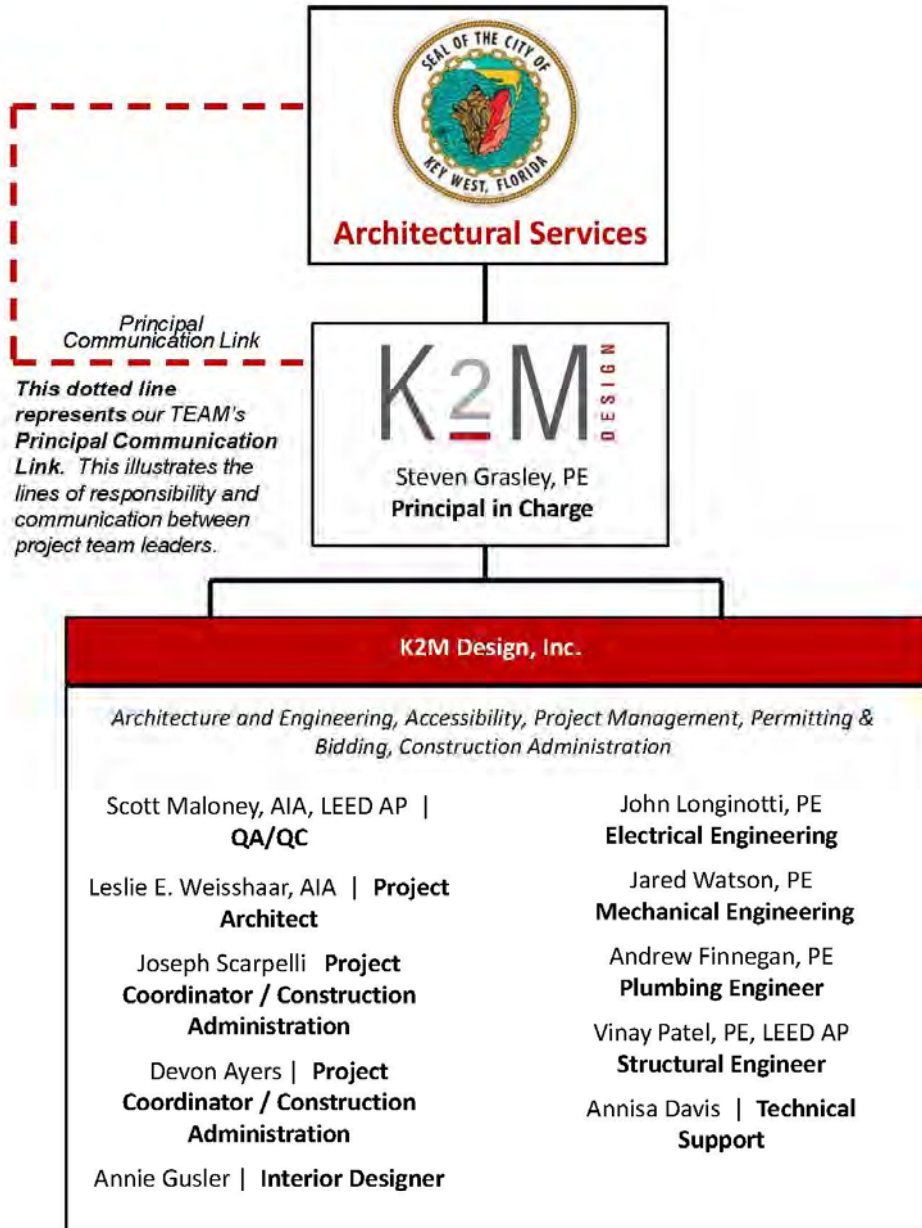 SEAL OF THE CITY OF
KEY WEST, FLORIDA
Architectural Services
Principal
Communication Link
This dotted line
represents our TEAM's
Principal Communication
Link. This illustrates the
lines of responsibility and
communication between
project team leaders.
K2M DESIGN
Steven Grasley, PE
Principal in Charge
K2M Design, Inc.
Architecture and Engineering, Accessibility, Project Management, Permitting &
Bidding, Construction Administration
Scott Maloney, AIA, LEED AP |
QA/QC
Leslie E. Weisshaar, AIA | Project
Architect
Joseph Scarpelli Project
Coordinator / Construction
Administration
Devon Ayers | Project
Coordinator / Construction
Administration
Annie Gusler | Interior Designer
John Longinotti, PE
Electrical Engineering
Jared Watson, PE
Mechanical Engineering
Andrew Finnegan, PE
Plumbing Engineer
Vinay Patel, PE, LEED AP
Structural Engineer
Annisa Davis | Technical
Support